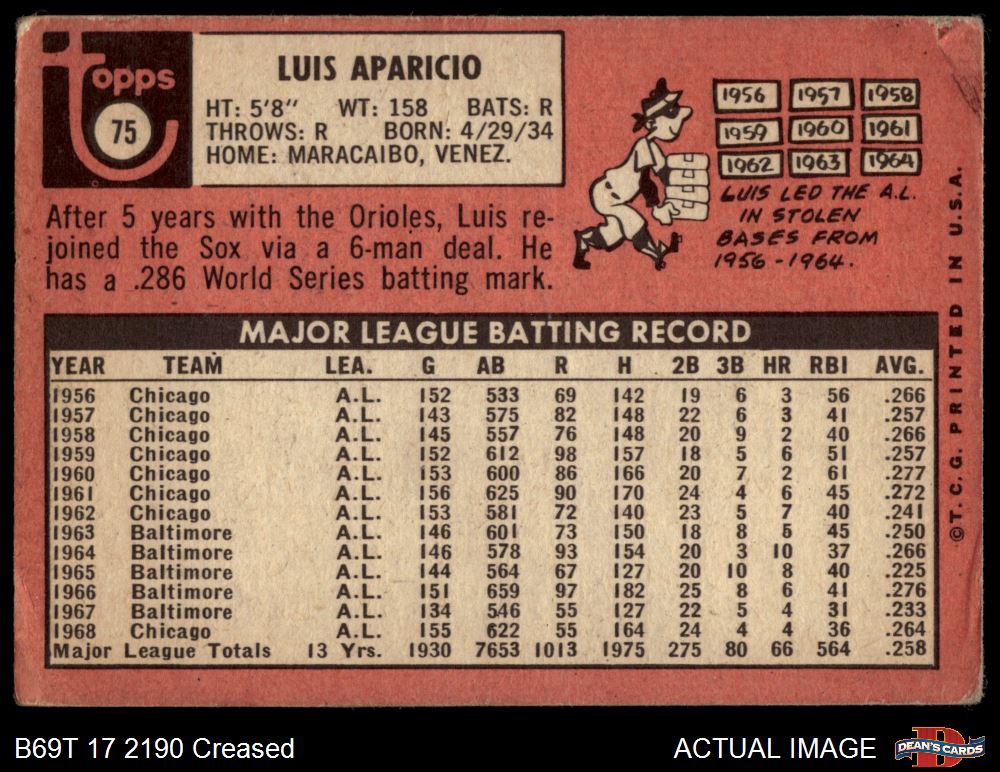 topps
75
LUIS APARICIO
HT: 5'8" WT: 158 BATS: R
THROWS: R BORN: 4/29/34
HOME: MARACAIBO, VENEZ.
After 5 years with the Orioles, Luis re-
joined the Sox via a 6-man deal. He
has a .286 World Series batting mark.
1956 1957 1958
1959 1960 1961
1962 1963 1964
LUIS LED THE A.L.
IN STOLEN
BASES FROM
1956-1964.
MAJOR LEAGUE BATTING RECORD
YEAR TEAM LEA. G AB R H 2B 3B HR RBI AVG.
1956 Chicago A.L. 152 533 69 142 19 6 3 56 .266
1957 Chicago A.L. 143 575 82 148 22 6 3 41 .257
1958 Chicago A.L. 145 557 76 148 20 9 2 40 .266
1959 Chicago A.L. 152 612 98 157 18 5 6 51 .257
1960 Chicago A.L. 153 600 86 166 20 7 2 61 .277
1961 Chicago A.L. 156 625 90 170 24 4 6 45 .272
1962 Chicago A.L. 153 581 72 140 23 5 7 40 .241
1963 Baltimore A.L. 146 601 73 150 18 8 5 45 .250
1964 Baltimore A.L. 146 578 93 154 20 3 10 37 .266
1965 Baltimore A.L. 144 564 67 127 20 10 8 40 .225
1966 Baltimore A.L. 151 659 97 182 25 8 6 41 .276
1967 Baltimore A.L. 134 546 55 127 22 5 4 31 .233
1968 Chicago A.L. 155 622 55 164 24 4 4 36 .264
Major League Totals 13 Yrs. 1930 7653 1013 1975 275 80 66 564 .258
© T. C. G. PRINTED IN U.S.A.
B69T 17 2190 Creased
ACTUAL IMAGE
DEAN'S CARDS